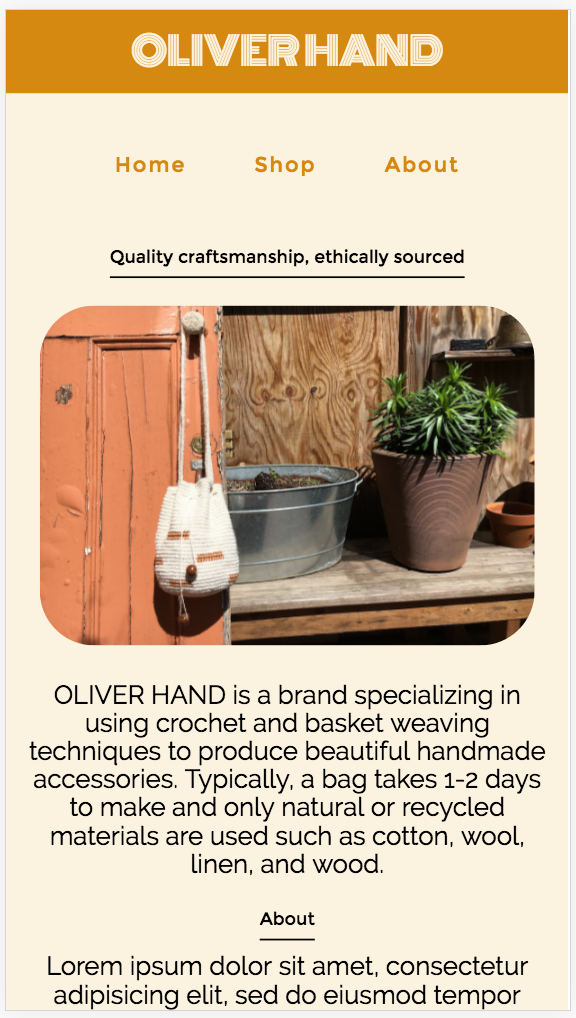 OLIVER HAND
Home Shop About
Quality craftsmanship, ethically sourced
OLIVER HAND is a brand specializing in
using crochet and basket weaving
techniques to produce beautiful handmade
accessories. Typically, a bag takes 1-2 days
to make and only natural or recycled
materials are used such as cotton, wool,
linen, and wood.
About
Lorem ipsum dolor sit amet, consectetur
adipisicing elit, sed do eiusmod tempor